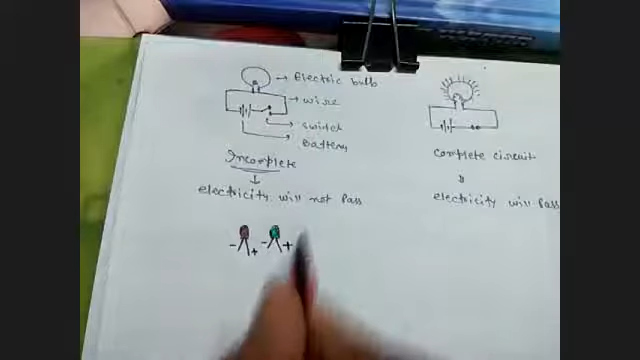 Electric bulb
wire
switch
Battery
Incomplete
electricity will not Pass
- + - +
complete circuit
electricity will Pass